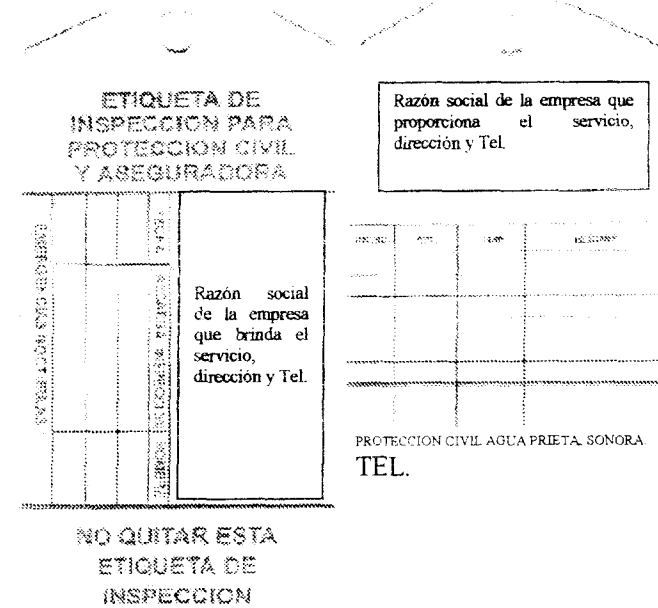 ETIQUETA DE
INSPECCION PARA
PROTECCION CIVIL
Y ASEGURADORA
Razón social
de la empresa
que brinda el
servicio,
dirección y Tel.
NO QUITAR ESTA
ETIQUETA DE
INSPECCION
Razón social de la empresa que
proporciona el servicio,
dirección y Tel.
PROTECCION CIVIL AGUA PRIETA, SONORA.
TEL.